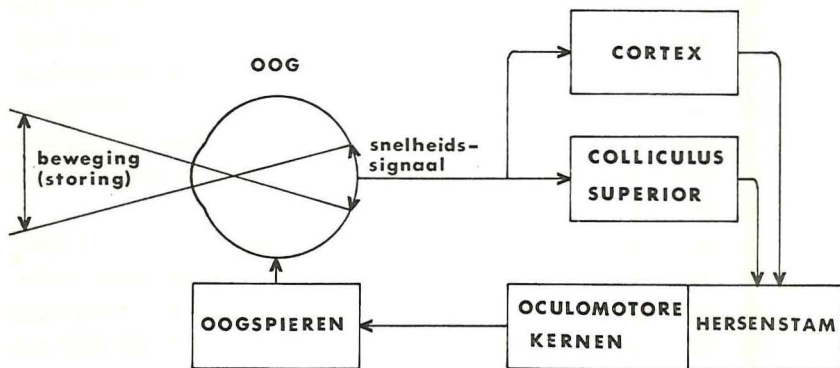 OOG
CORTEX
beweging
(storing)
snelheids-
signaal
COLLICULUS
SUPERIOR
OOGSPIEREN
OCULOMOTORE
KERNEN
HERSENSTAM